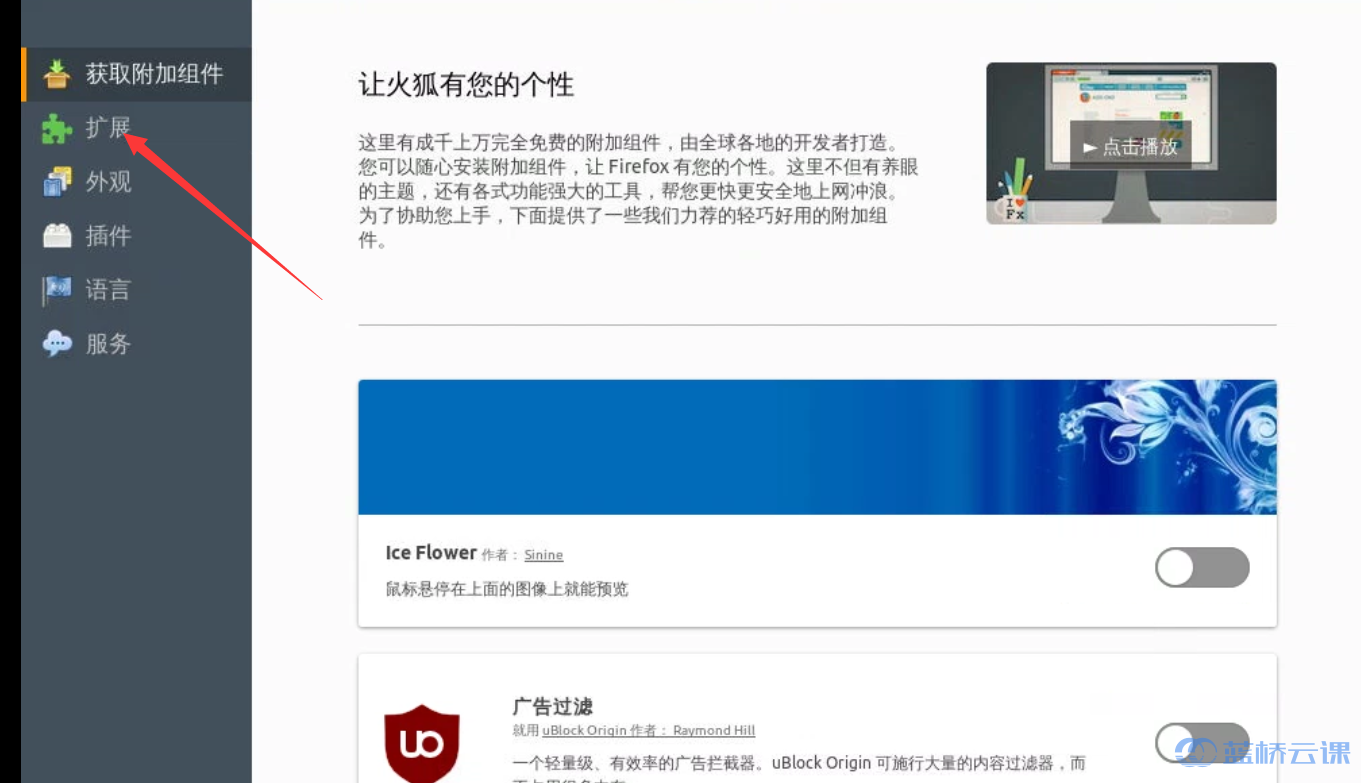 获取附加组件
扩展
外观
插件
语言
服务
让火狐有您的个性
这里有成千上万完全免费的附加组件，由全球各地的开发者打造。
您可以随心安装附加组件，让 Firefox 有您的个性。这里不但有养眼
的主题，还有各式功能强大的工具，帮您更快更安全地上网冲浪。
为了协助您上手，下面提供了一些我们力荐的轻巧好用的附加组
件。
► 点击播放
I
Fx
Ice Flower 作者： Sinine
鼠标悬停在上面的图像上就能预览
广告过滤
就用 uBlock Origin 作者： Raymond Hill
一个轻量级、有效率的广告拦截器。uBlock Origin 可施行大量的内容过滤器，而
uo
蓝桥云课